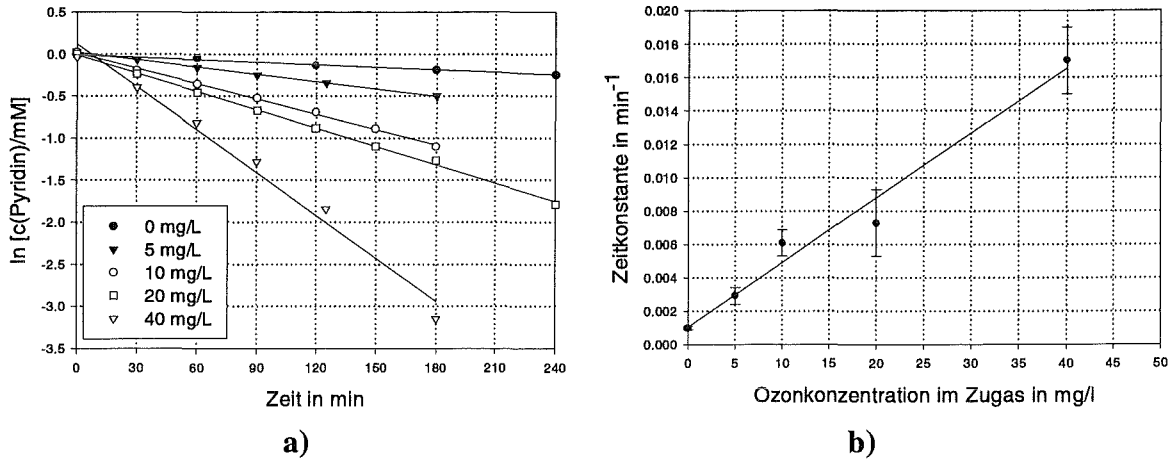 0.0
-0.5
-1.0
-1.5
-2.0
-2.5
-3.0
-3.5
ln [c(Pyridin)/mM]
0 mg/L
5 mg/L
10 mg/L
20 mg/L
40 mg/L
0 30 60 90 120 150 180 210 240
Zeit in min
a)
0.020
0.018
0.016
0.014
0.012
0.010
0.008
0.006
0.004
0.002
0.000
Zeitkonstante in min⁻¹
0 5 10 15 20 25 30 35 40 45 50
Ozonkonzentration im Zugas in mg/l
b)